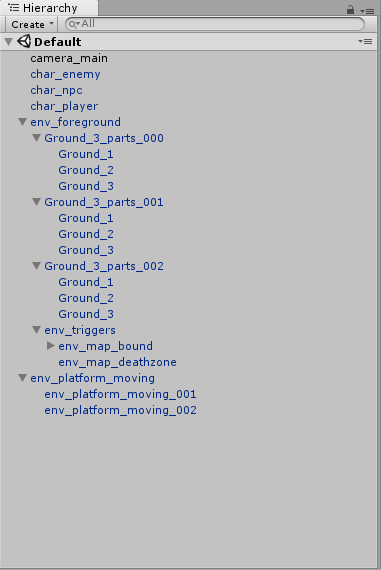 Hierarchy
Create All
Default
camera_main
char_enemy
char_npc
char_player
env_foreground
Ground_3_parts_000
Ground_1
Ground_2
Ground_3
Ground_3_parts_001
Ground_1
Ground_2
Ground_3
Ground_3_parts_002
Ground_1
Ground_2
Ground_3
env_triggers
env_map_bound
env_map_deathzone
env_platform_moving
env_platform_moving_001
env_platform_moving_002